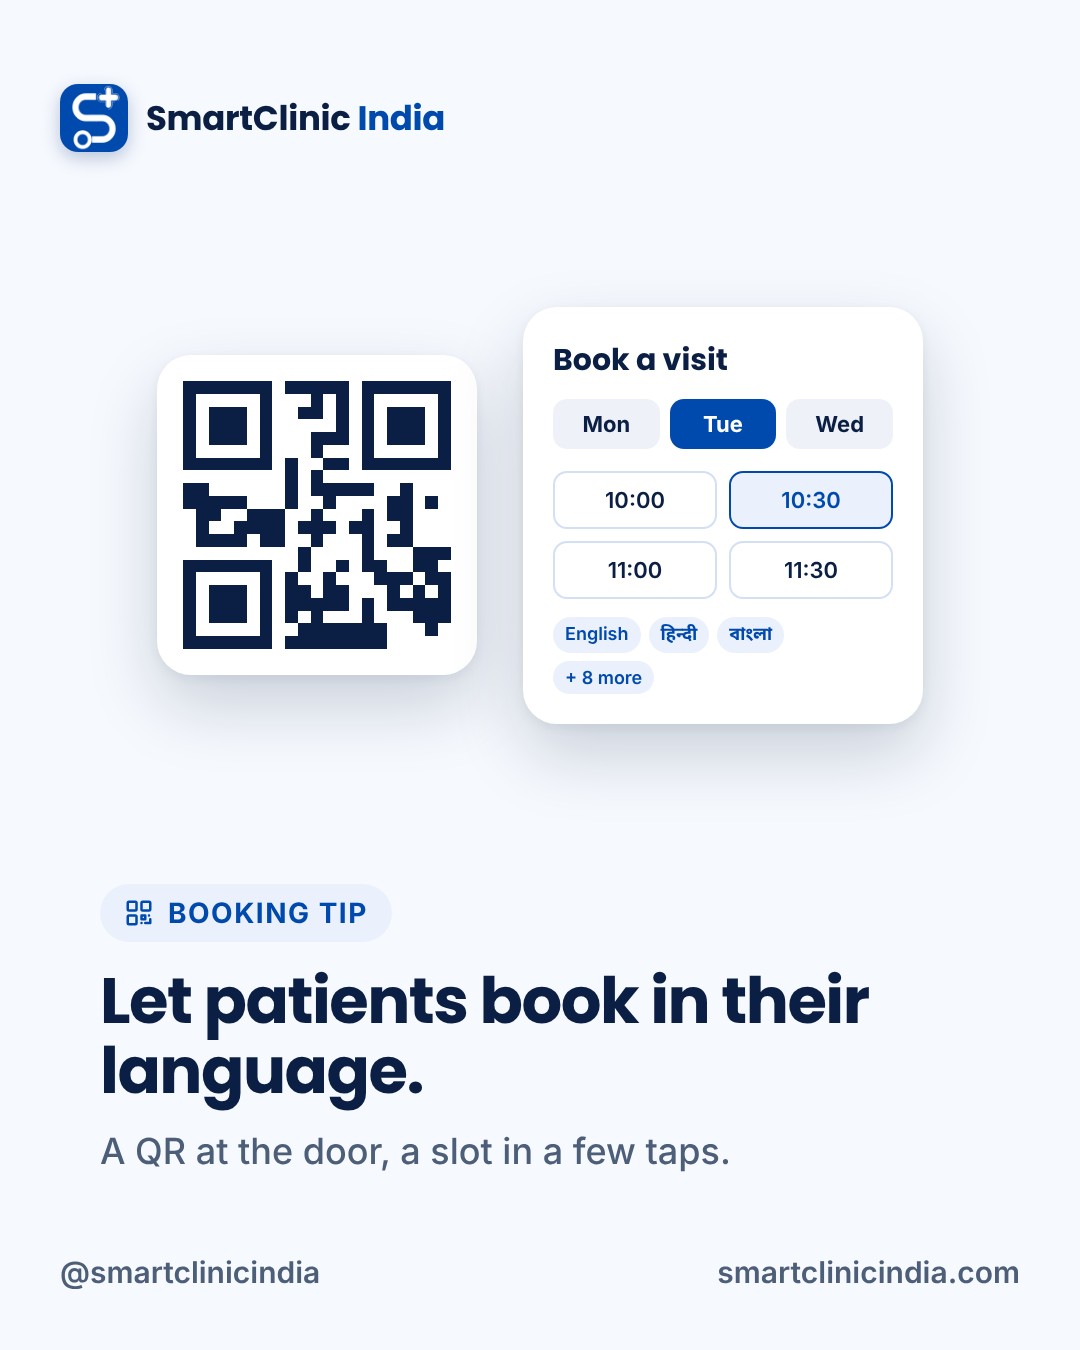 SmartClinic India
Book a visit
Mon Tue Wed
10:00 10:30
11:00 11:30
English हिन्दी বাংলা
+ 8 more
BOOKING TIP
Let patients book in their
language.
A QR at the door, a slot in a few taps.
@smartclinicindia smartclinicindia.com